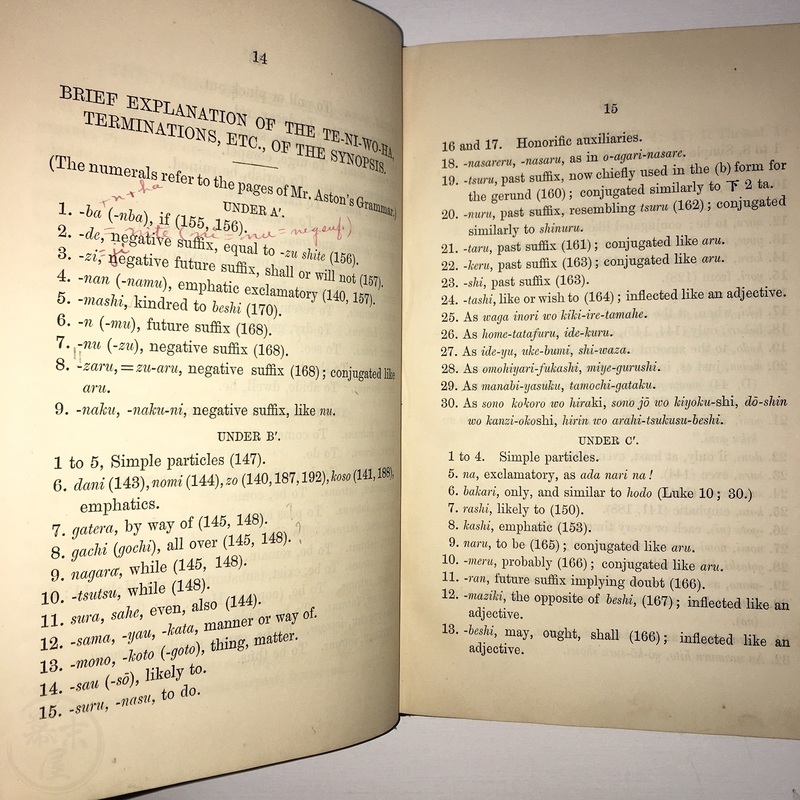 14
BRIEF EXPLANATION OF THE TE-NI-WO-HA,
TERMINATIONS, ETC., OF THE SYNOPSIS.
(The numerals refer to the pages of Mr. Aston's Grammar.)
UNDER A'.
1. -ba (-nba), if (155, 156).
2. -de, negative suffix, equal to -zu shite (156).
3. -zi, negative future suffix, shall or will not (157).
4. -nan (-namu), emphatic exclamatory (140, 157).
5. -mashi, kindred to beshi (170).
6. -n (-mu), future suffix (168).
7. -nu (-zu), negative suffix (168).
8. -zaru, = zu-aru, negative suffix (168); conjugated like
aru.
9. -naku, -naku-ni, negative suffix, like nu.
UNDER B'.
1 to 5, Simple particles (147).
6. dani (143), nomi (144), zo (140, 187, 192), koso (141, 188),
emphatics.
7. gatera, by way of (145, 148).
8. gachi (gochi), all over (145, 148).
9. nagara, while (145, 148).
10. -tsutsu, while (148).
11. sura, sahe, even, also (144).
12. -sama, -yau, -kata, manner or way of.
13. -mono, -koto (-goto), thing, matter.
14. -sau (-sō), likely to.
15. -suru, -nasu, to do.
15
16 and 17. Honorific auxiliaries.
18. -nasareru, -nasaru, as in o-agari-nasare.
19. -tsuru, past suffix, now chiefly used in the (b) form for
the gerund (160); conjugated similarly to 下 2 ta.
20. -nuru, past suffix, resembling tsuru (162); conjugated
similarly to shinuru.
21. -taru, past suffix (161); conjugated like aru.
22. -keru, past suffix (163); conjugated like aru.
23. -shi, past suffix (163).
24. -tashi, like or wish to (164); inflected like an adjective.
25. As waga inori wo kiki-ire-tamahe.
26. As home-tatafuru, ide-kuru.
27. As ide-yu, uke-bumi, shi-waza.
28. As omohiyari-fukashi, miye-gurushi.
29. As manabi-yasuku, tamochi-gataku.
30. As sono kokoro wo hiraki, sono jō wo kiyoku-shi, dō-shin
wo kanzi-okoshi, hirin wo arahi-tsukusu-beshi.
UNDER C'.
1 to 4. Simple particles.
5. na, exclamatory, as ada nari na!
6. bakari, only, and similar to hodo (Luke 10; 30.)
7. rashi, likely to (150).
8. kashi, emphatic (153).
9. naru, to be (165); conjugated like aru.
10. -meru, probably (166); conjugated like aru.
11. -ran, future suffix implying doubt (166).
12. -maziki, the opposite of beshi, (167); inflected like an
adjective.
13. -beshi, may, ought, shall (166); inflected like an
adjective.